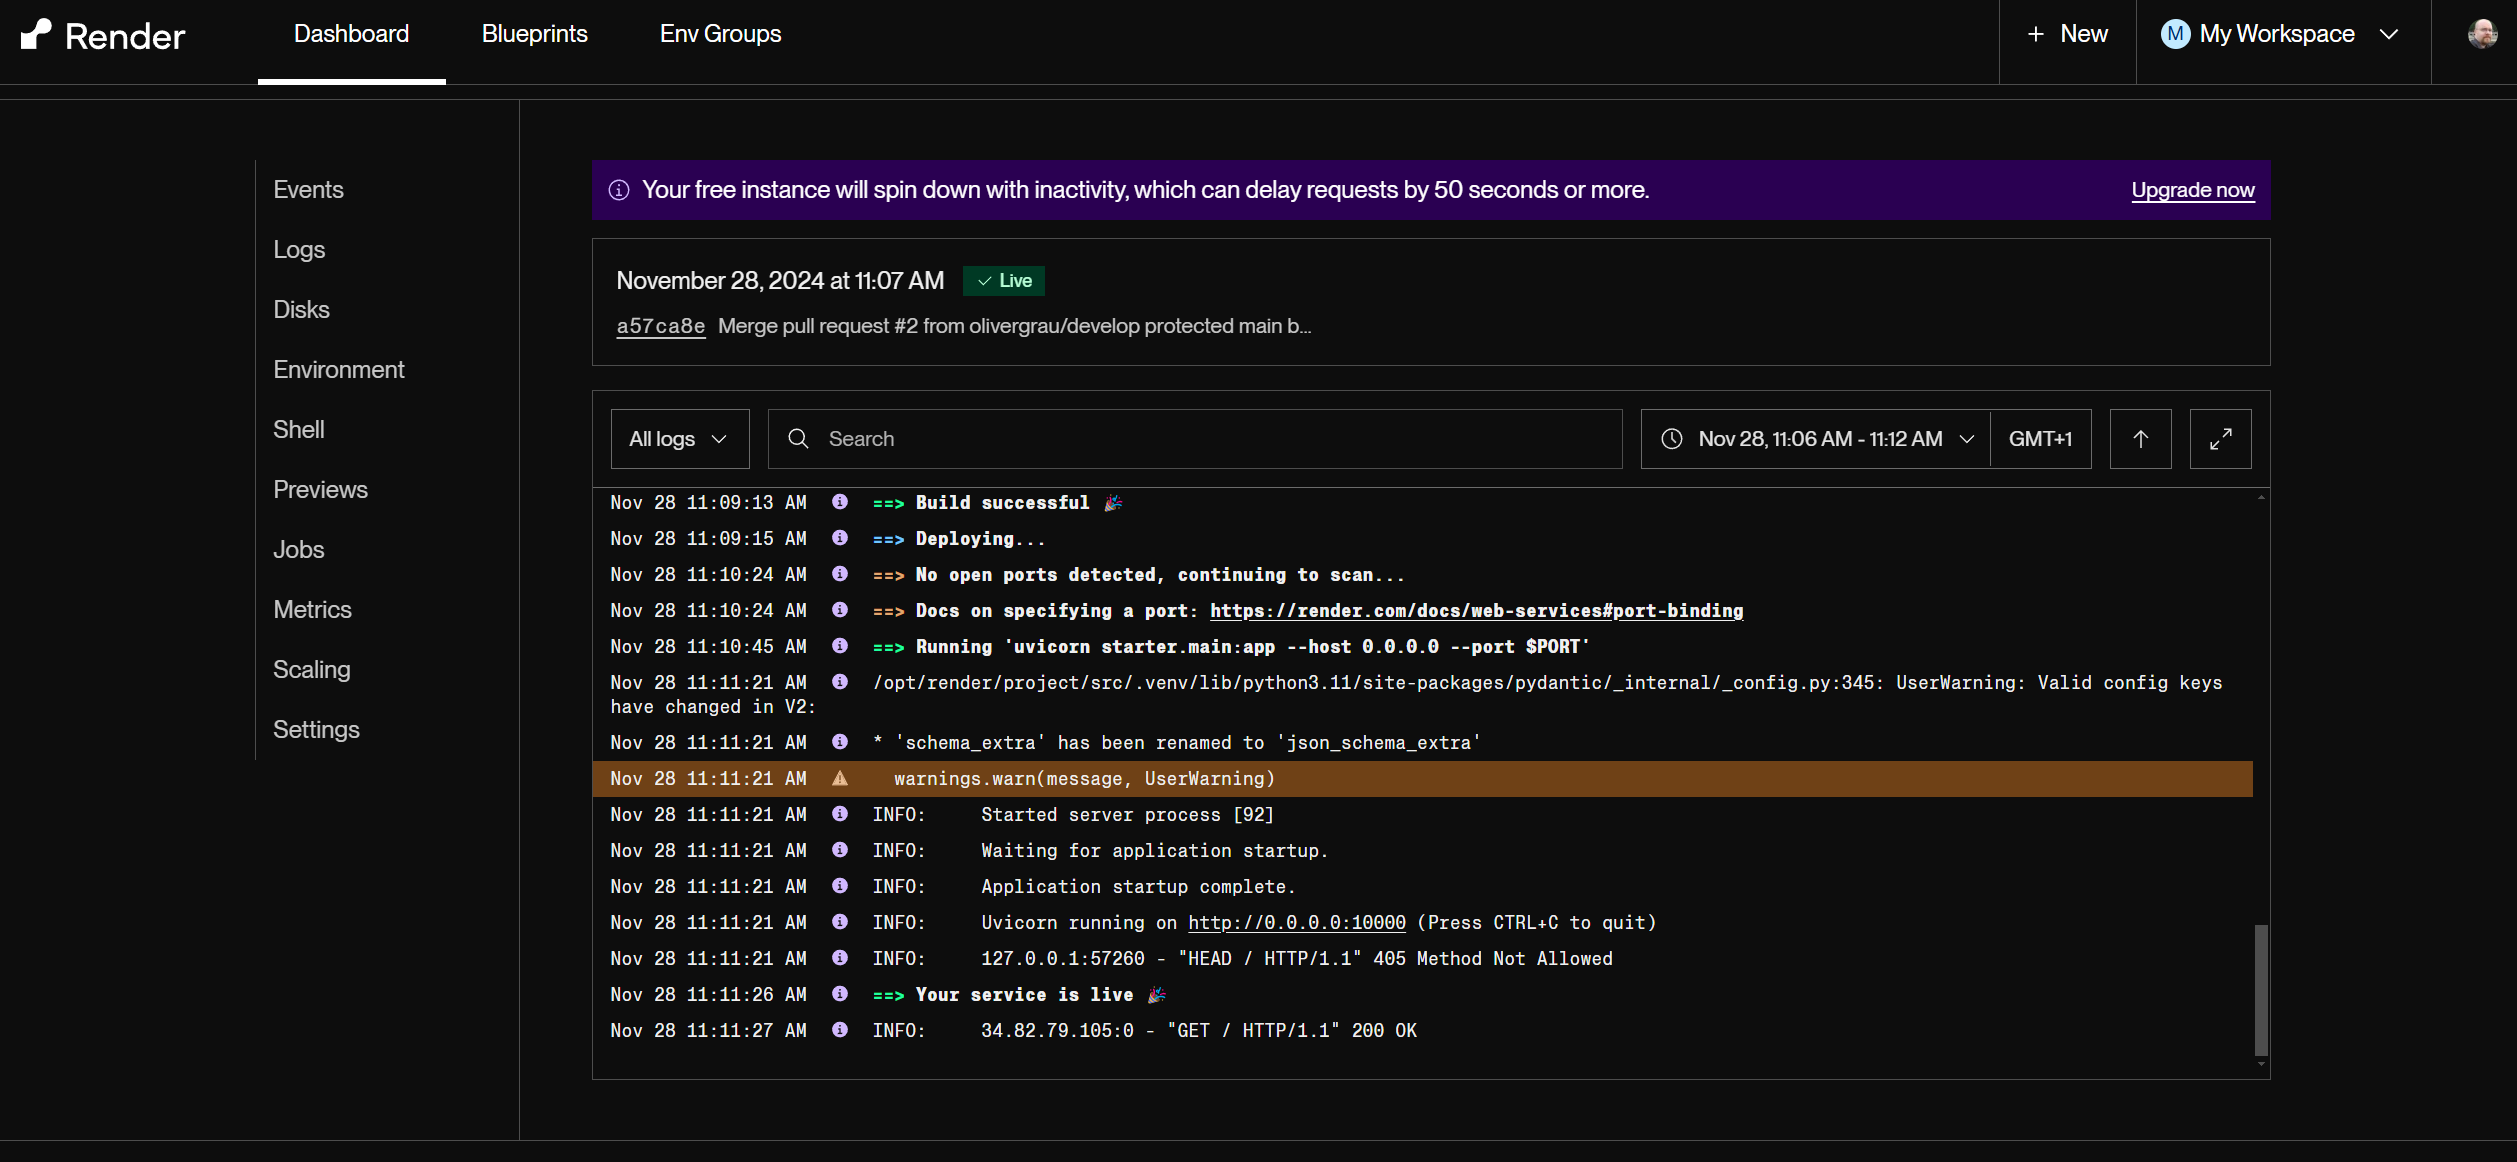 Render
Dashboard
Blueprints
Env Groups
+ New
M My Workspace
Events
Logs
Disks
Environment
Shell
Previews
Jobs
Metrics
Scaling
Settings
Your free instance will spin down with inactivity, which can delay requests by 50 seconds or more.
Upgrade now
November 28, 2024 at 11:07 AM
Live
a57ca8e Merge pull request #2 from olivergrau/develop protected main b...
All logs
Search
Nov 28, 11:06 AM - 11:12 AM
GMT+1
Nov 28 11:09:13 AM ==> Build successful 🎉
Nov 28 11:09:15 AM ==> Deploying...
Nov 28 11:10:24 AM ==> No open ports detected, continuing to scan...
Nov 28 11:10:24 AM ==> Docs on specifying a port: https://render.com/docs/web-services#port-binding
Nov 28 11:10:45 AM ==> Running 'uvicorn starter.main:app --host 0.0.0.0 --port $PORT'
Nov 28 11:11:21 AM /opt/render/project/src/.venv/lib/python3.11/site-packages/pydantic/_internal/_config.py:345: UserWarning: Valid config keys
have changed in V2:
Nov 28 11:11:21 AM * 'schema_extra' has been renamed to 'json_schema_extra'
Nov 28 11:11:21 AM warnings.warn(message, UserWarning)
Nov 28 11:11:21 AM INFO: Started server process [92]
Nov 28 11:11:21 AM INFO: Waiting for application startup.
Nov 28 11:11:21 AM INFO: Application startup complete.
Nov 28 11:11:21 AM INFO: Uvicorn running on http://0.0.0.0:10000 (Press CTRL+C to quit)
Nov 28 11:11:21 AM INFO: 127.0.0.1:57260 - "HEAD / HTTP/1.1" 405 Method Not Allowed
Nov 28 11:11:26 AM ==> Your service is live 🎉
Nov 28 11:11:27 AM INFO: 34.82.79.105:0 - "GET / HTTP/1.1" 200 OK